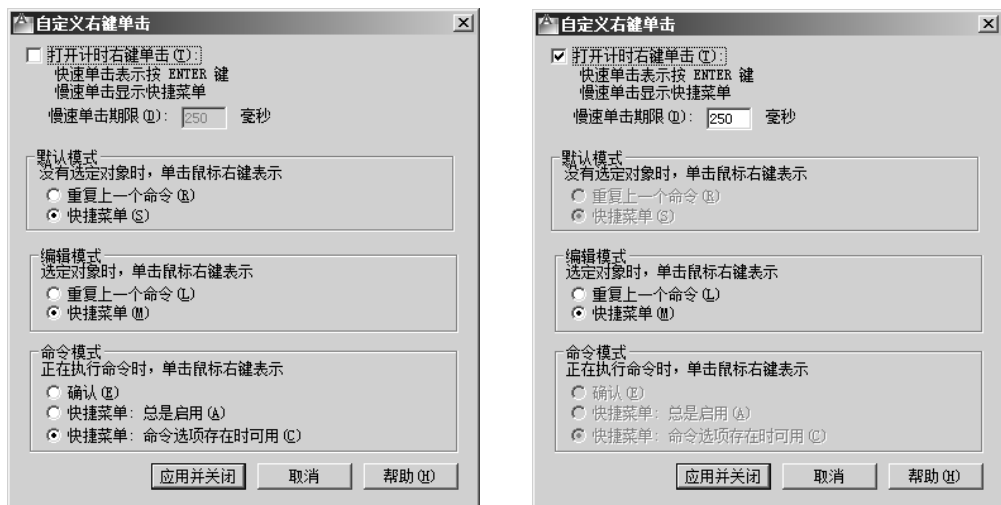 自定义右键单击
打开计时右键单击(T):
快速单击表示按 ENTER 键
慢速单击显示快捷菜单
慢速单击期限(D): 250 毫秒
默认模式
没有选定对象时，单击鼠标右键表示
重复上一个命令(R)
快捷菜单(S)
编辑模式
选定对象时，单击鼠标右键表示
重复上一个命令(L)
快捷菜单(M)
命令模式
正在执行命令时，单击鼠标右键表示
确认(E)
快捷菜单: 总是启用(A)
快捷菜单: 命令选项存在时可用(C)
应用并关闭 取消 帮助(H)
自定义右键单击
打开计时右键单击(T):
快速单击表示按 ENTER 键
慢速单击显示快捷菜单
慢速单击期限(D): 250 毫秒
默认模式
没有选定对象时，单击鼠标右键表示
重复上一个命令(R)
快捷菜单(S)
编辑模式
选定对象时，单击鼠标右键表示
重复上一个命令(L)
快捷菜单(M)
命令模式
正在执行命令时，单击鼠标右键表示
确认(E)
快捷菜单: 总是启用(A)
快捷菜单: 命令选项存在时可用(C)
应用并关闭 取消 帮助(H)